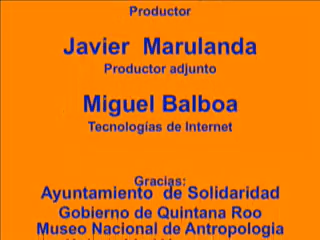 Productor
Javier Marulanda
Productor adjunto
Miguel Balboa
Tecnologías de Internet
Gracias:
Ayuntamiento de Solidaridad
Gobierno de Quintana Roo
Museo Nacional de Antropologia